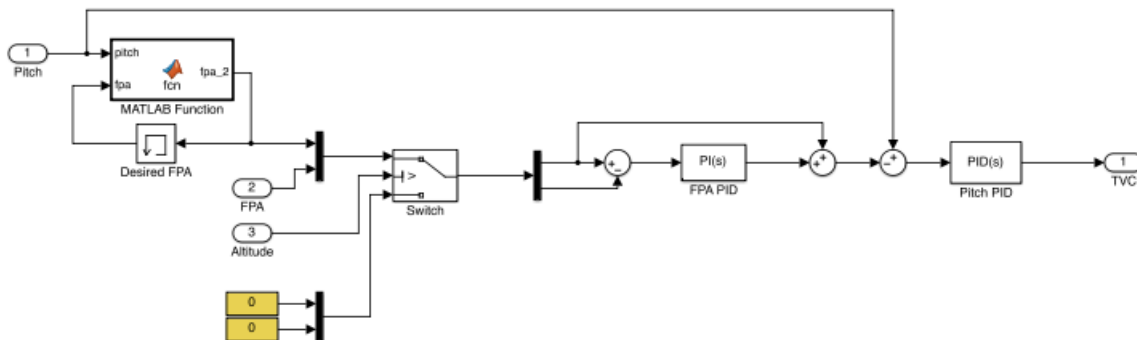 1
Pitch
pitch
fpa
fcn
fpa_2
MATLAB Function
Desired FPA
2
FPA
3
Altitude
>
Switch
0
0
+
−
PI(s)
FPA PID
+
+
−
+
PID(s)
Pitch PID
1
TVC